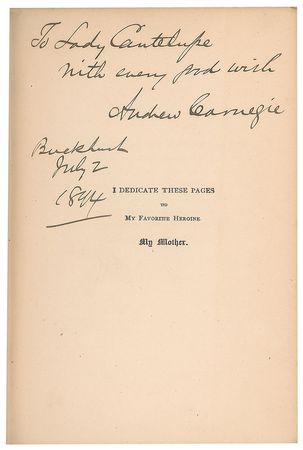 To Lady Cantelupe
with every good wish
Andrew Carnegie
Buckhurst
July 2
1894
I DEDICATE THESE PAGES
TO
MY FAVORITE HEROINE.
My Mother.